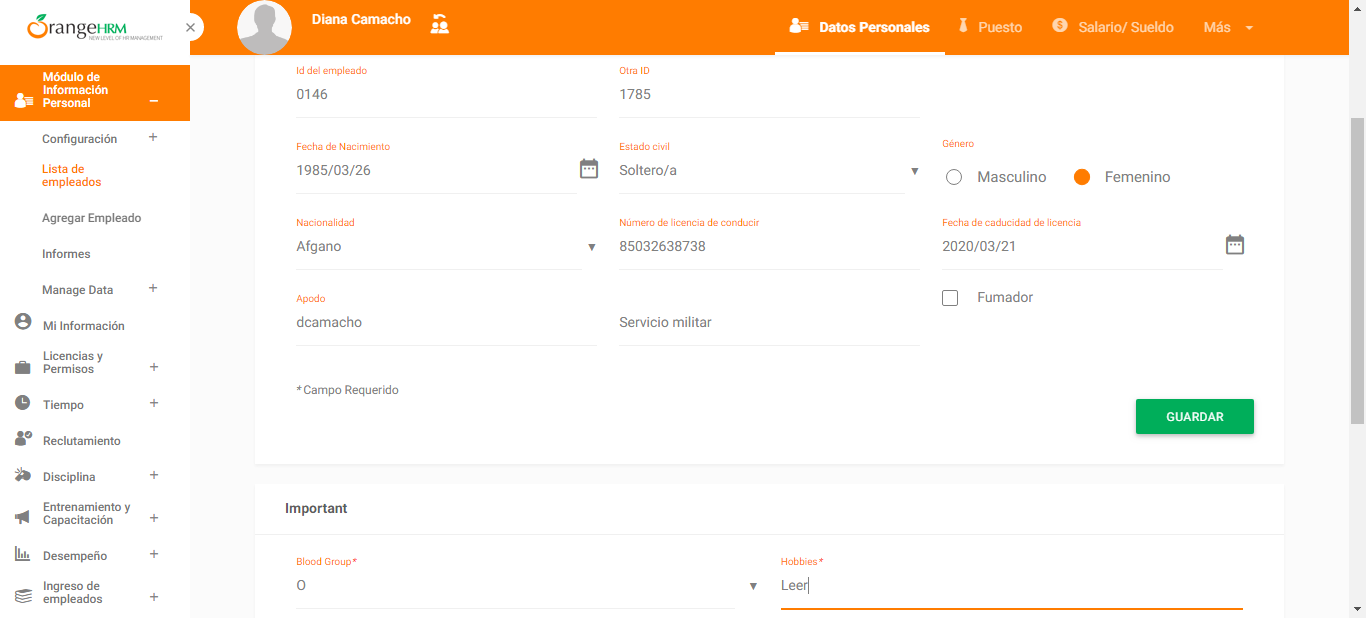 OrangeHRM
NEW LEVEL OF HR MANAGEMENT
Diana Camacho
Datos Personales
Puesto
Salario/ Sueldo
Más
Módulo de
Información
Personal
Configuración
Lista de
empleados
Agregar Empleado
Informes
Manage Data
Mi Información
Licencias y
Permisos
Tiempo
Reclutamiento
Disciplina
Entrenamiento y
Capacitación
Desempeño
Ingreso de
empleados
Id del empleado
0146
Otra ID
1785
Fecha de Nacimiento
1985/03/26
Estado civil
Soltero/a
Género
Masculino
Femenino
Nacionalidad
Afgano
Número de licencia de conducir
85032638738
Fecha de caducidad de licencia
2020/03/21
Apodo
dcamacho
Servicio militar
Fumador
* Campo Requerido
GUARDAR
Important
Blood Group*
O
Hobbies*
Leer